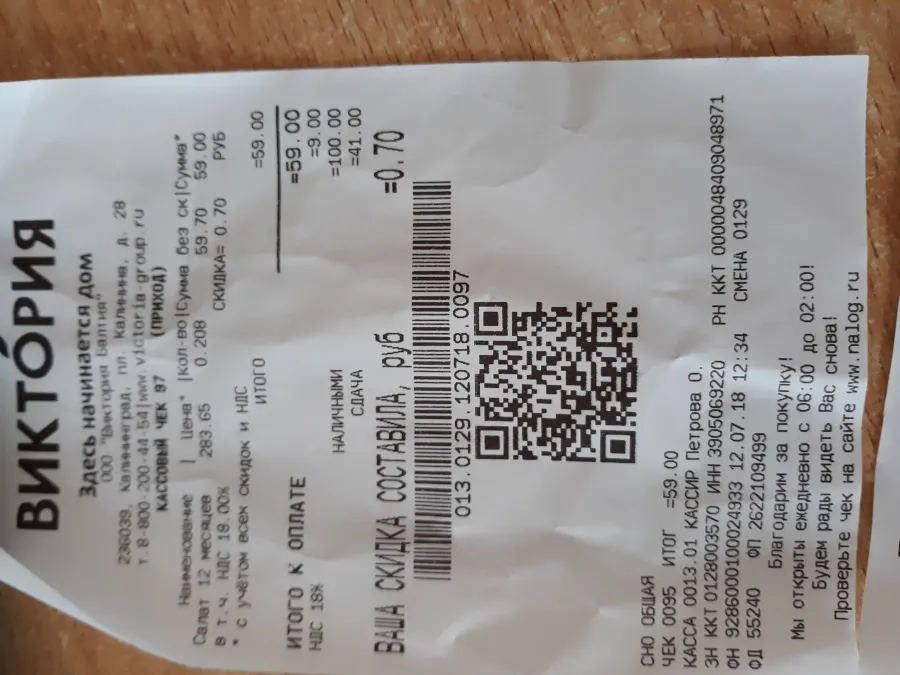 ВИКТОРИЯ
Здесь начинается дом
ООО "Виктория Балтия"
236039, Калининград, пл. Калинина, д. 28
т.8-800-200-44-54|www.victoria-group.ru
КАССОВЫЙ ЧЕК 97 (ПРИХОД)
Наименование | Цена* |Кол-во|Сумма без ск|Сумма*
Салат 12 месяцев 283.65 0.208 59.70 59.00
в т.ч. НДС 18.00% СКИДКА= 0.70 РУБ
* с учётом всех скидок и НДС
ИТОГО =59.00
ИТОГО К ОПЛАТЕ =59.00
НДС 18% =9.00
НАЛИЧНЫМИ =100.00
СДАЧА =41.00
ВАША СКИДКА СОСТАВИЛА, руб =0.70
013.0129.120718.0097
СНО ОБЩАЯ
ЧЕК 0095 ИТОГ =59.00
КАССА 0013.01 КАССИР Петрова О.
ЗН ККТ 0128003570 ИНН 3905069220 РН ККТ 0000048409048971
ФН 9286000100024933 12.07.18 12:34 СМЕНА 0129
ФД 55240 ФП 2622109499
Благодарим за покупку!
Мы открыты ежедневно с 06:00 до 02:00!
Будем рады видеть Вас снова!
Проверьте чек на сайте www.nalog.ru